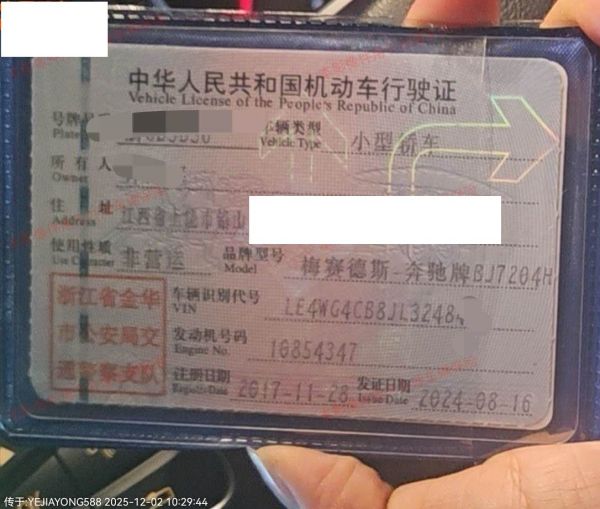 中华人民共和国机动车行驶证
Vehicle License of the People's Republic of China
号牌号
Plate
车辆类型 小型轿车
Vehicle Type
所有人
Owner
住址 江西省上饶市铅山
Address
使用性质 非营运
Use Character
品牌型号 梅赛德斯-奔驰牌BJ7204H
Model
浙江省金华
市公安局交
通警察支队
车辆识别代号 LE4WG4CB8JL3248
VIN
发动机号码 10854347
Engine No.
注册日期 2017-11-28
Register Date
发证日期 2024-08-16
Issue Date
传于:YEJIAYONG588 2025-12-02 10:29:44